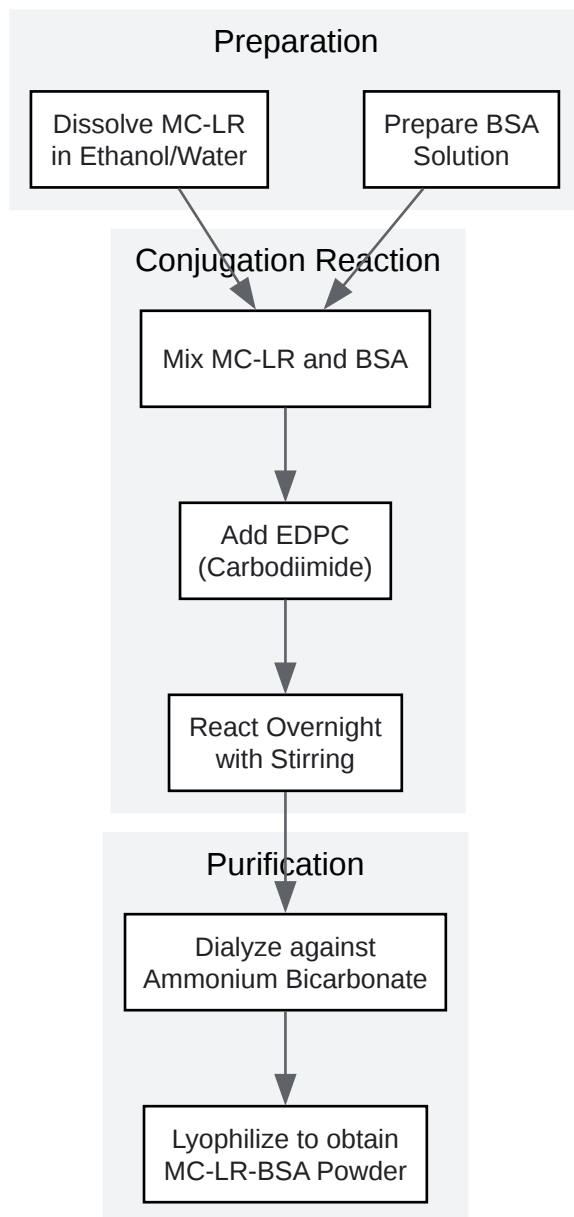 Preparation
Dissolve MC-LR
in Ethanol/Water
Prepare BSA
Solution
Conjugation Reaction
Mix MC-LR and BSA
Add EDPC
(Carbodiimide)
React Overnight
with Stirring
Purification
Dialyze against
Ammonium Bicarbonate
Lyophilize to obtain
MC-LR-BSA Powder